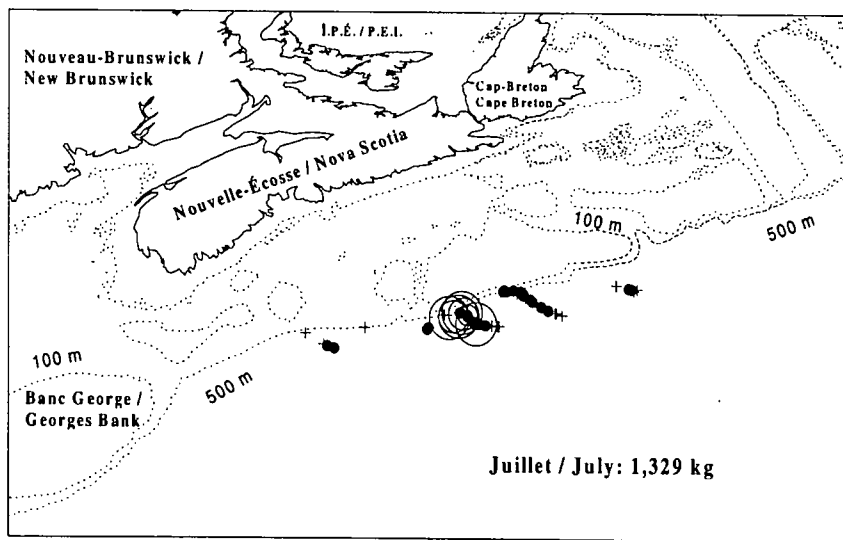 I.P.É. / P.E.I.
Nouveau-Brunswick /
New Brunswick
Cap-Breton
Cape Breton
Nouvelle-Écosse / Nova Scotia
100 m
500 m
100 m
500 m
Banc George /
Georges Bank
Juillet / July: 1,329 kg